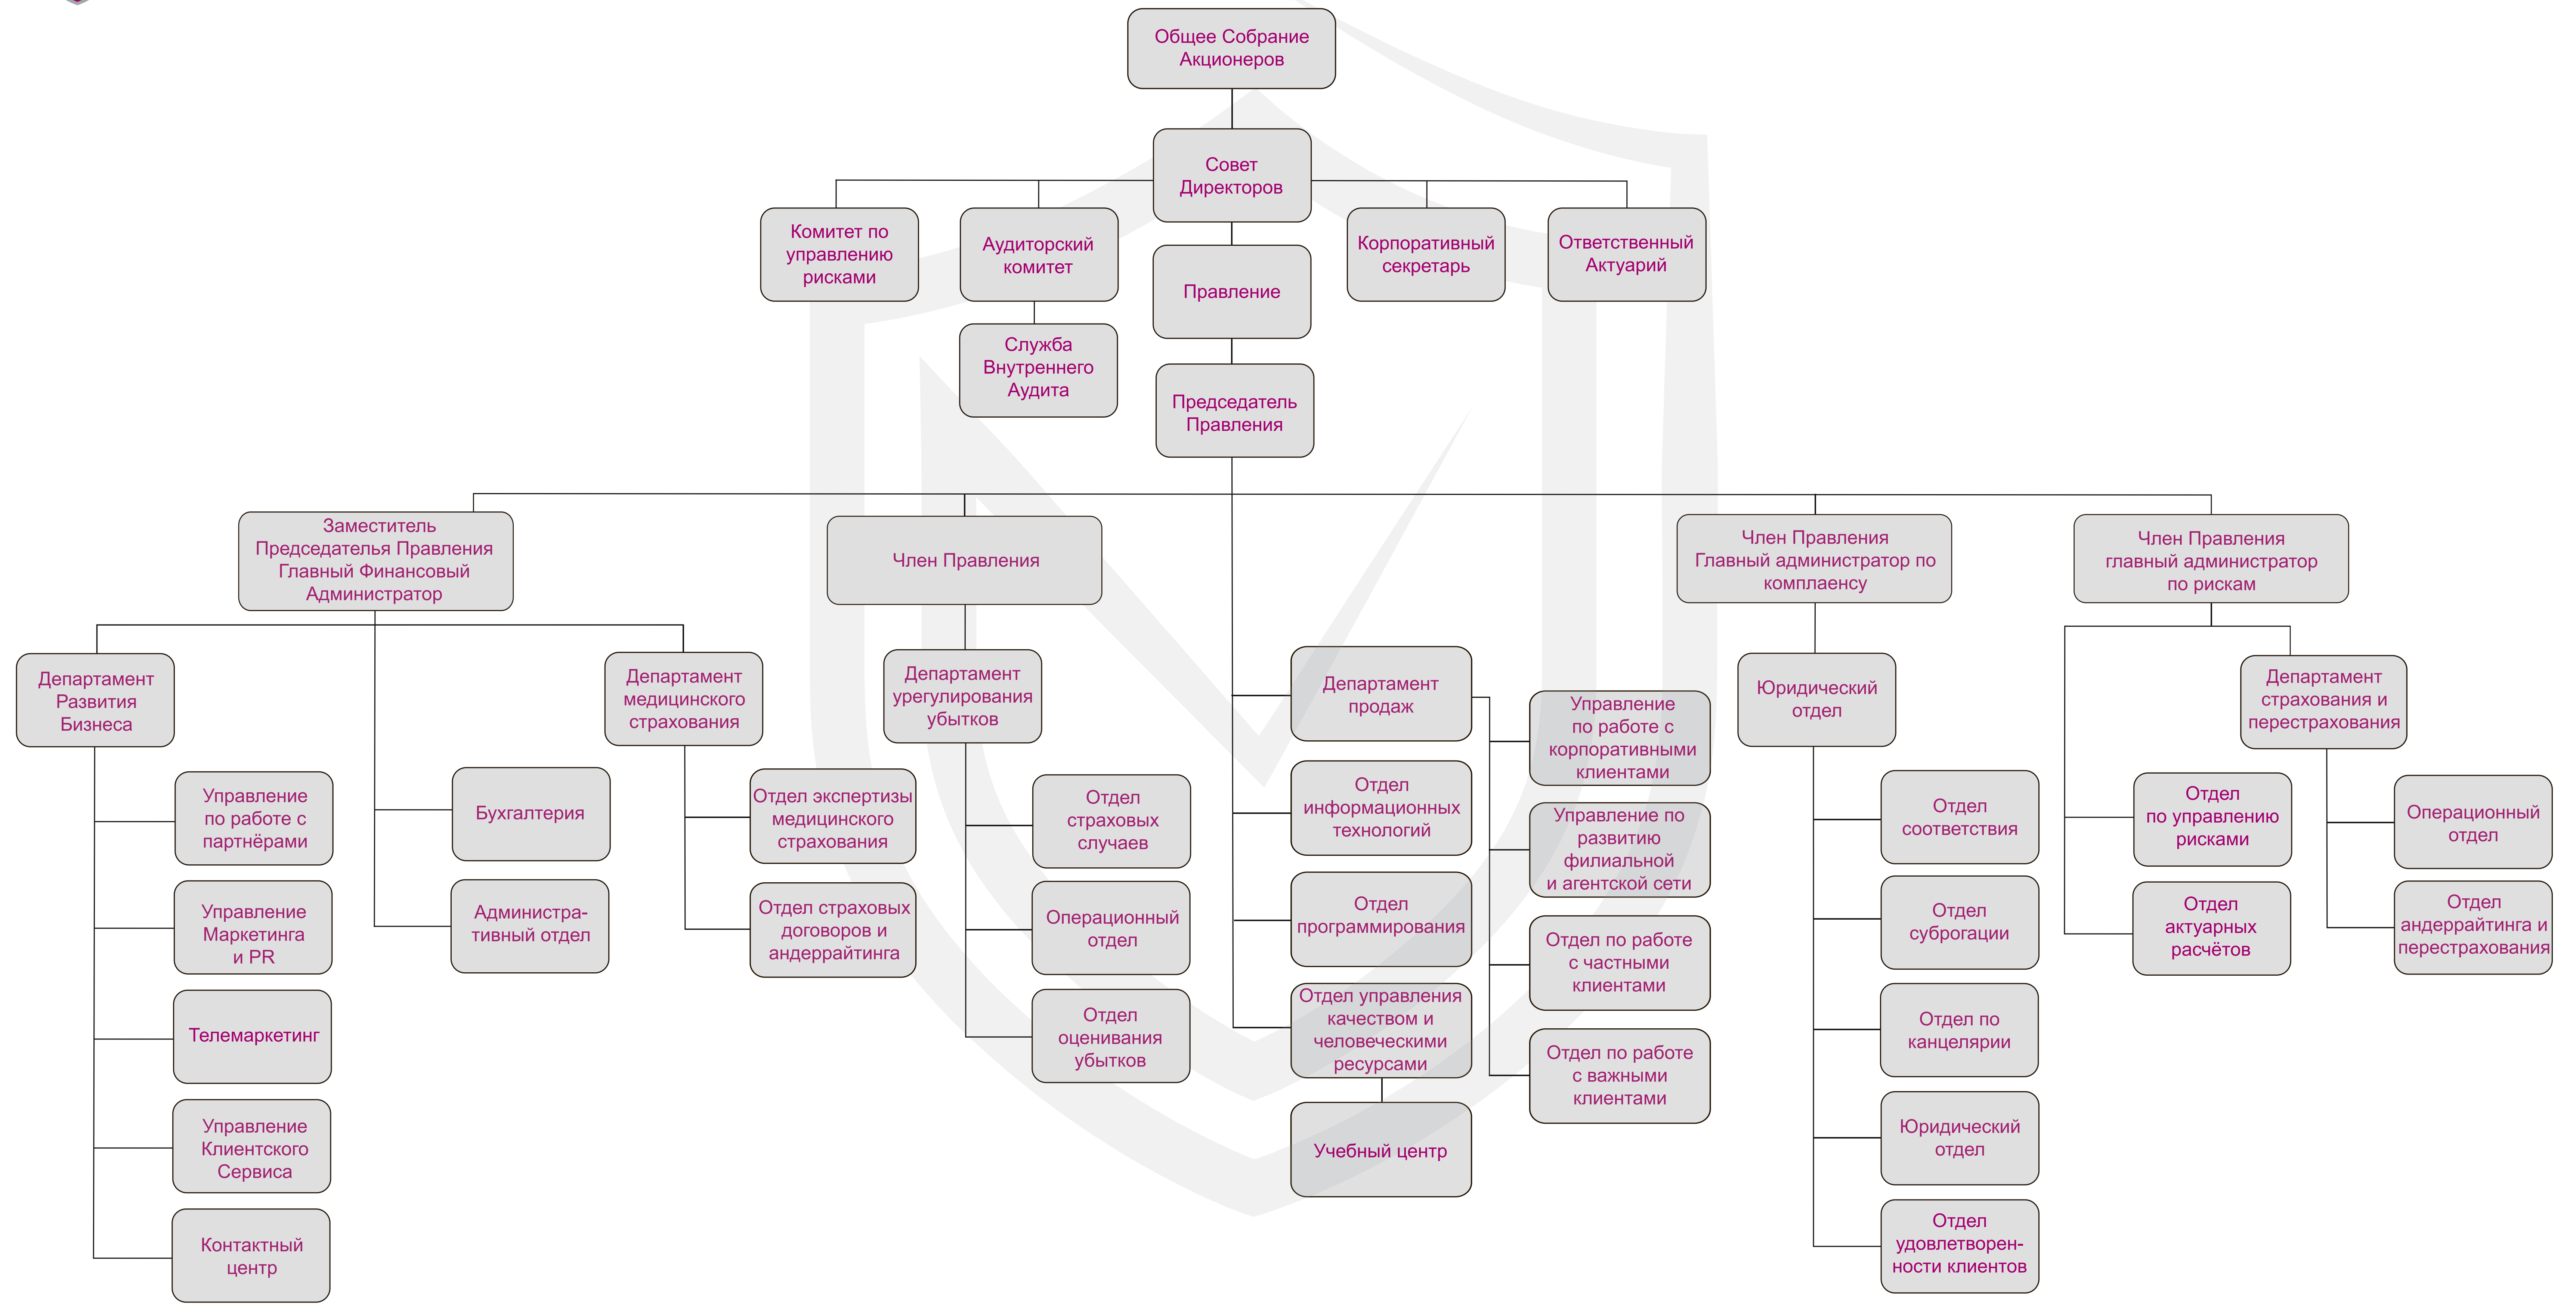 Общее Собрание
Акционеров
Совет
Директоров
Комитет по
управлению
рисками
Аудиторский
комитет
Правление
Корпоративный
секретарь
Ответственный
Актуарий
Служба
Внутреннего
Аудита
Председатель
Правления
Заместитель
Председателья Правления
Главный Финансовый
Администратор
Член Правления
Член Правления
Главный администратор по
комплаенсу
Член Правления
главный администратор
по рискам
Департамент
Развития
Бизнеса
Управление
по работе с
партнёрами
Управление
Маркетинга
и PR
Телемаркетинг
Управление
Клиентского
Сервиса
Контактный
центр
Бухгалтерия
Администра-
тивный отдел
Департамент
медицинского
страхования
Отдел экспертизы
медицинского
страхования
Отдел страховых
договоров и
андеррайтинга
Департамент
урегулирования
убытков
Отдел
страховых
случаев
Операционный
отдел
Отдел
оценивания
убытков
Департамент
продаж
Отдел
информационных
технологий
Отдел
программирования
Отдел управления
качеством и
человеческими
ресурсами
Учебный центр
Управление
по работе с
корпоративными
клиентами
Управление по
развитию
филиальной
и агентской сети
Отдел по работе
с частными
клиентами
Отдел по работе
с важными
клиентами
Юридический
отдел
Отдел
соответствия
Отдел
суброгации
Отдел по
канцелярии
Юридический
отдел
Отдел
удовлетворен-
ности клиентов
Отдел
по управлению
рисками
Отдел
актуарных
расчётов
Департамент
страхования и
перестрахования
Операционный
отдел
Отдел
андеррайтинга и
перестрахования